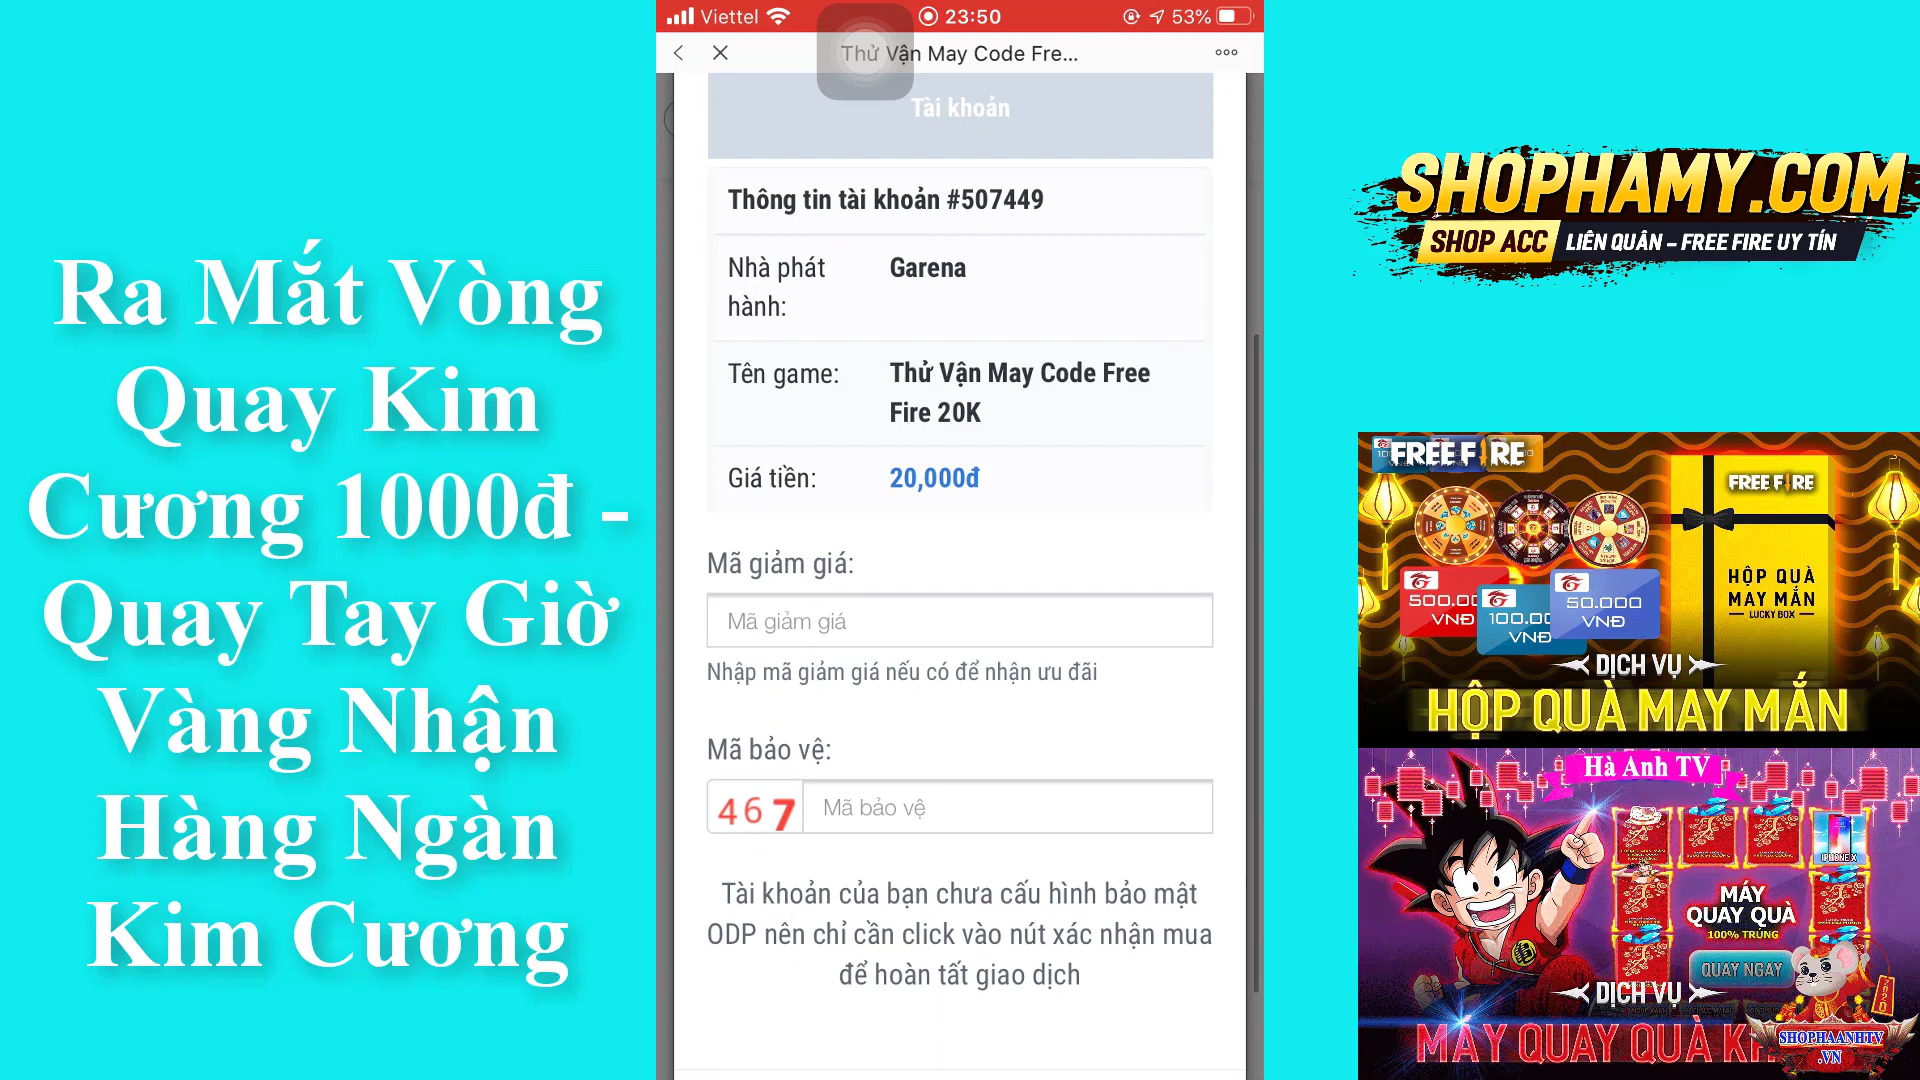 Ra Mắt Vòng
Quay Kim
Cương 1000đ -
Quay Tay Giờ
Vàng Nhận
Hàng Ngàn
Kim Cương
Viettel
23:50
53%
Thử Vận May Code Fre...
Tài khoản
Thông tin tài khoản #507449
Nhà phát hành:
Garena
Tên game:
Thử Vận May Code Free
Fire 20K
Giá tiền:
20,000đ
Mã giảm giá:
Mã giảm giá
Nhập mã giảm giá nếu có để nhận ưu đãi
Mã bảo vệ:
467
Mã bảo vệ
Tài khoản của bạn chưa cấu hình bảo mật
ODP nên chỉ cần click vào nút xác nhận mua
để hoàn tất giao dịch
SHOPHAMY.COM
SHOP ACC LIÊN QUÂN – FREE FIRE UY TÍN
FREE FIRE
FREE FIRE
HỘP QUÀ
MAY MẮN
LUCKY BOX
500.00
VNĐ
100.00
VNĐ
50.000
VNĐ
DỊCH VỤ
HỘP QUÀ MAY MẮN
Hà Anh TV
IPHONE X
MÁY
QUAY QUÀ
100% TRÚNG
QUAY NGAY
2020
DỊCH VỤ
MÁY QUAY QUÀ
SHOPHAANHTV
.VN